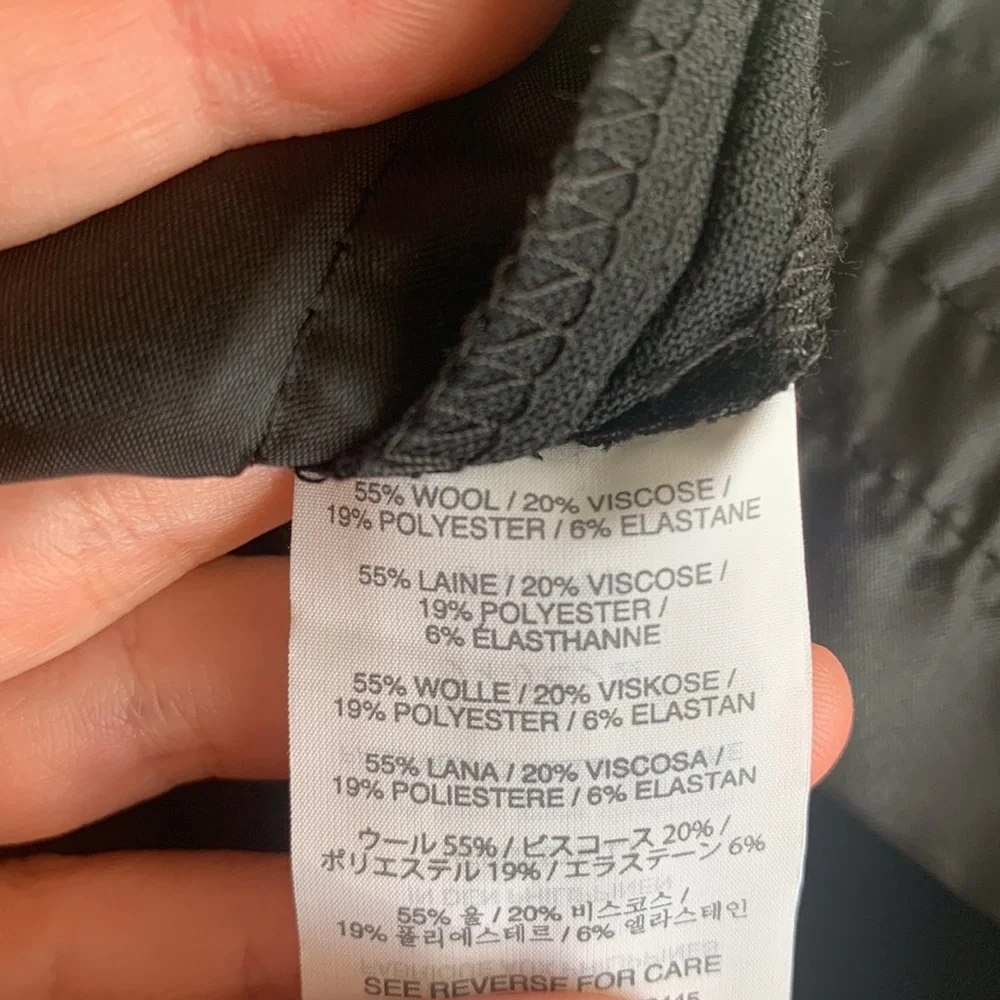 55% WOOL / 20% VISCOSE /
19% POLYESTER / 6% ELASTANE
55% LAINE / 20% VISCOSE /
19% POLYESTER /
6% ÉLASTHANNE
55% WOLLE / 20% VISKOSE /
19% POLYESTER / 6% ELASTAN
55% LANA / 20% VISCOSA /
19% POLIESTERE / 6% ELASTAN
ウール 55% / ビスコース 20% /
ポリエステル 19% / エラステーン 6%
55% 울 / 20% 비스코스 /
19% 폴리에스테르 / 6% 엘라스테인
SEE REVERSE FOR CARE